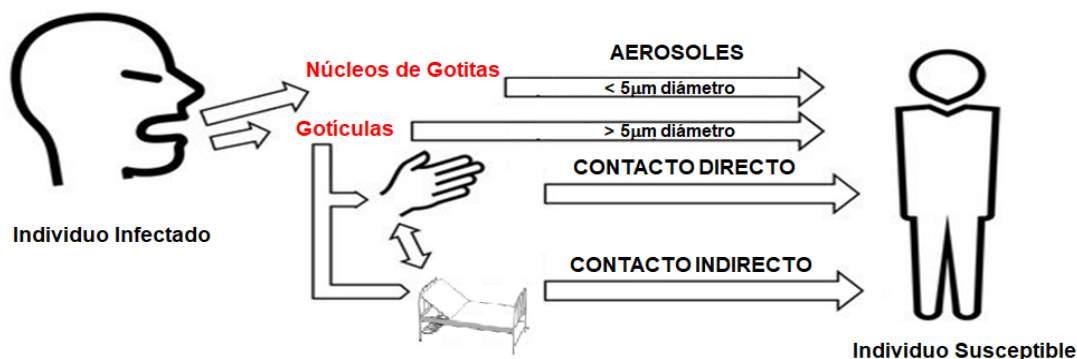 AEROSOLES
Núcleos de Gotitas
< 5μm diámetro
Gotículas
> 5μm diámetro
CONTACTO DIRECTO
Individuo Infectado
CONTACTO INDIRECTO
Individuo Susceptible